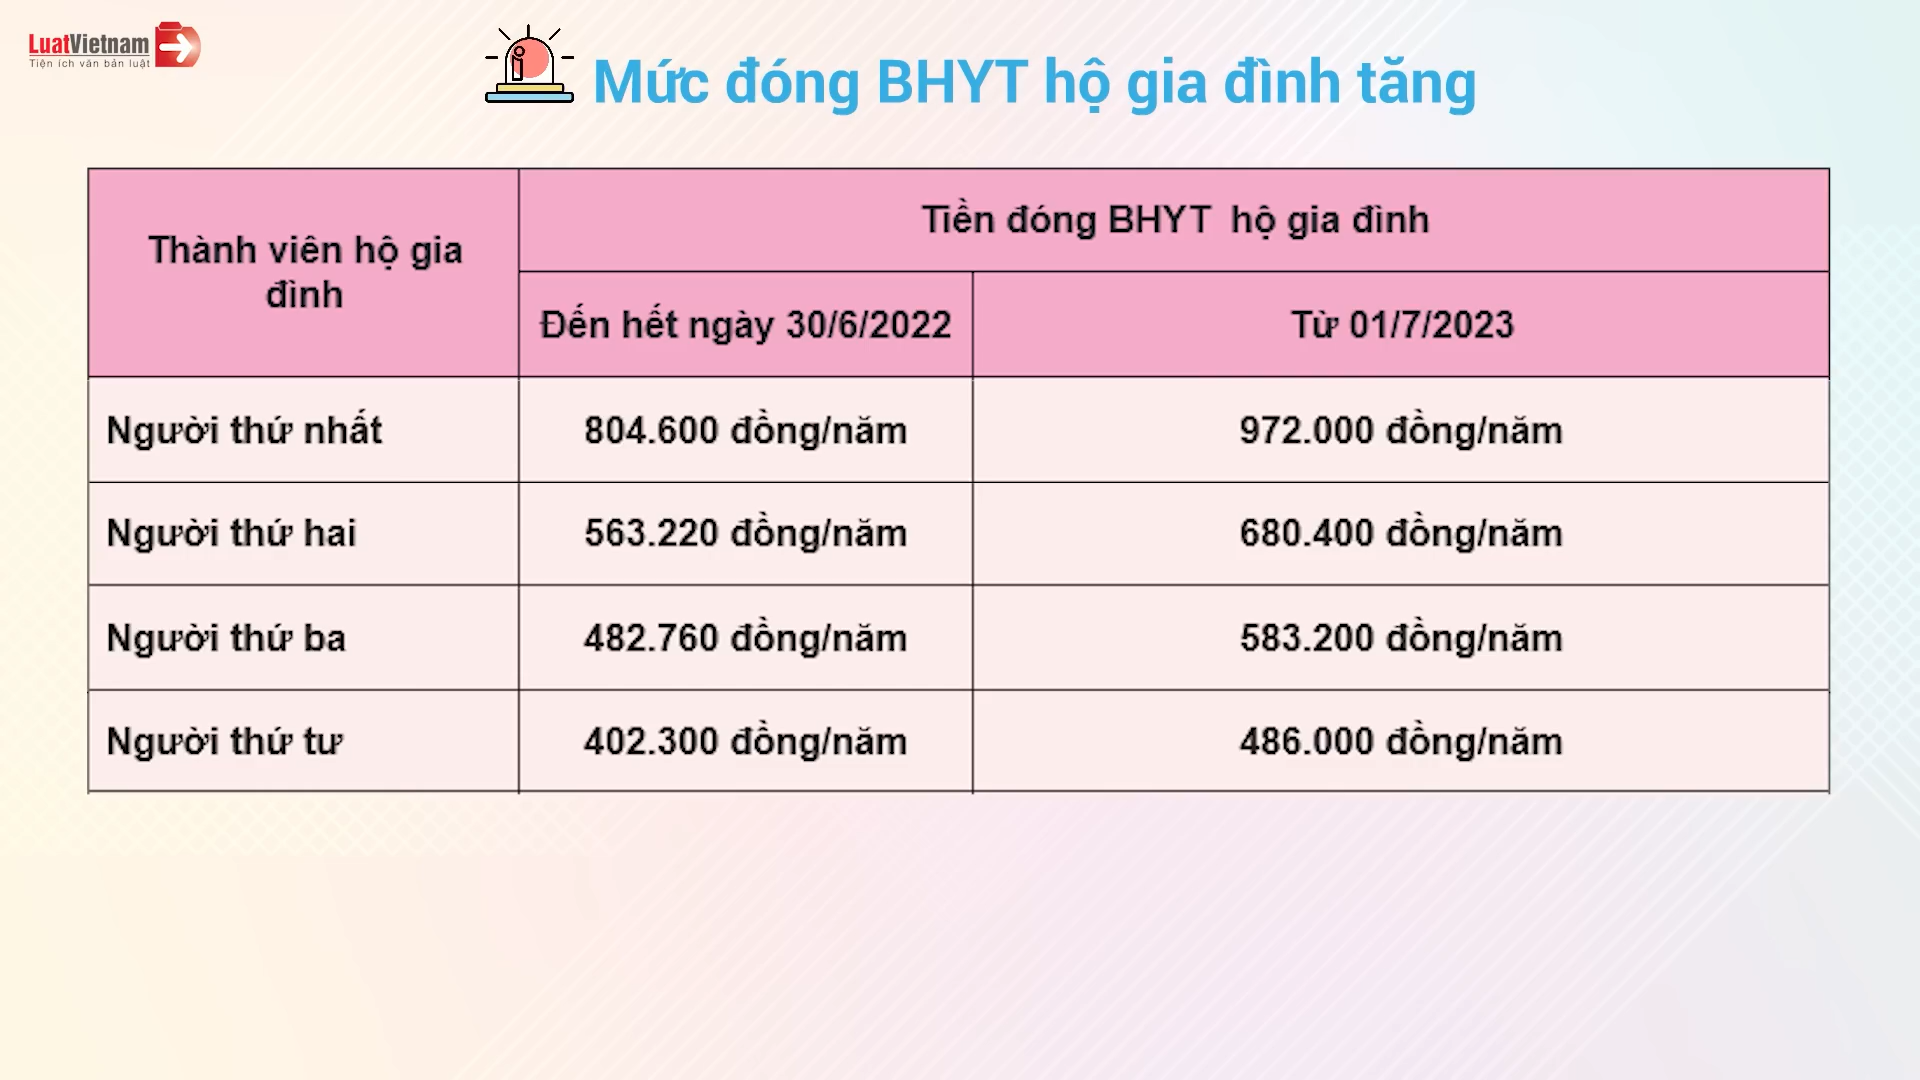 LuatVietnam
Tiện ích văn bản luật
Mức đóng BHYT hộ gia đình tăng
Thành viên hộ gia
đình
Tiền đóng BHYT hộ gia đình
Đến hết ngày 30/6/2022
Từ 01/7/2023
Người thứ nhất
804.600 đồng/năm
972.000 đồng/năm
Người thứ hai
563.220 đồng/năm
680.400 đồng/năm
Người thứ ba
482.760 đồng/năm
583.200 đồng/năm
Người thứ tư
402.300 đồng/năm
486.000 đồng/năm